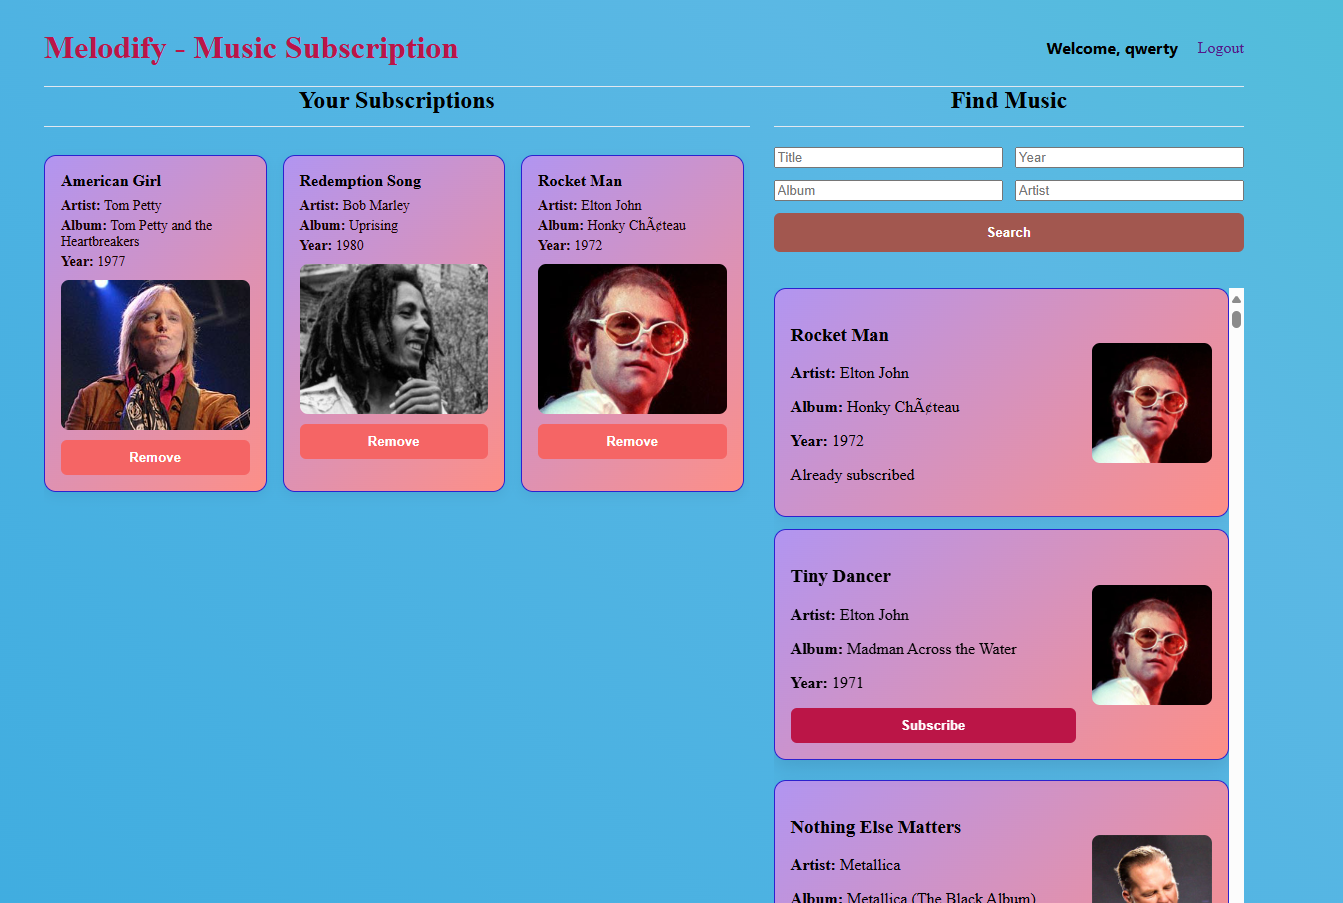 Melodify - Music Subscription
Welcome, qwerty
Logout
Your Subscriptions
American Girl
Artist: Tom Petty
Album: Tom Petty and the
Heartbreakers
Year: 1977
Remove
Redemption Song
Artist: Bob Marley
Album: Uprising
Year: 1980
Remove
Rocket Man
Artist: Elton John
Album: Honky ChÃ¢teau
Year: 1972
Remove
Find Music
Title
Year
Album
Artist
Search
Rocket Man
Artist: Elton John
Album: Honky ChÃ¢teau
Year: 1972
Already subscribed
Tiny Dancer
Artist: Elton John
Album: Madman Across the Water
Year: 1971
Subscribe
Nothing Else Matters
Artist: Metallica
Album: Metallica (The Black Album)